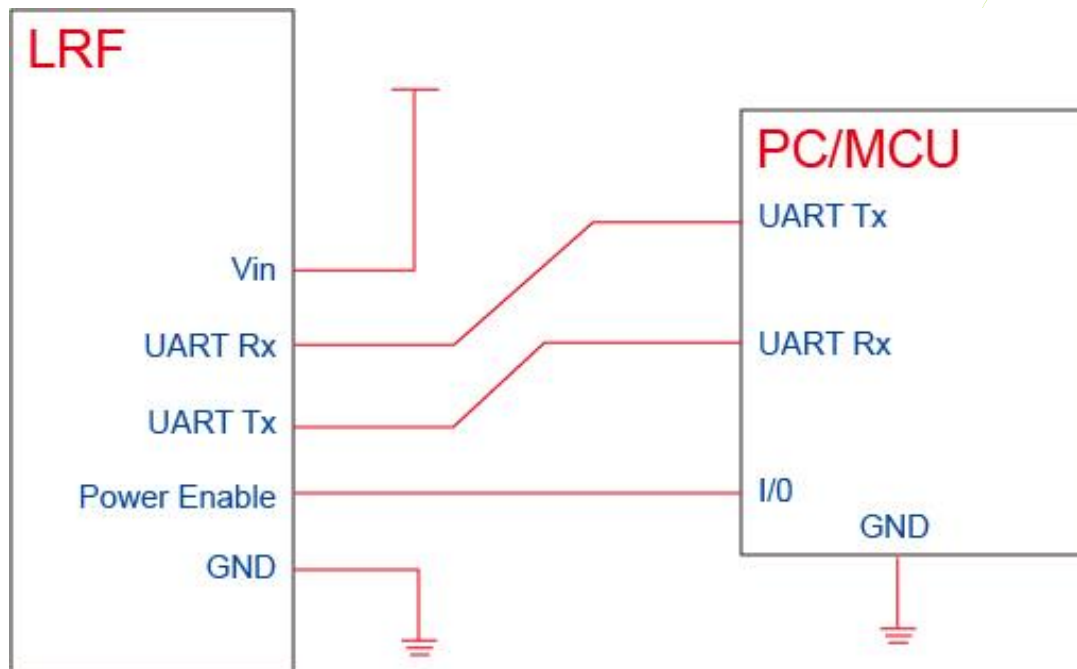 LRF
Vin
UART Rx
UART Tx
Power Enable
GND
PC/MCU
UART Tx
UART Rx
I/0
GND